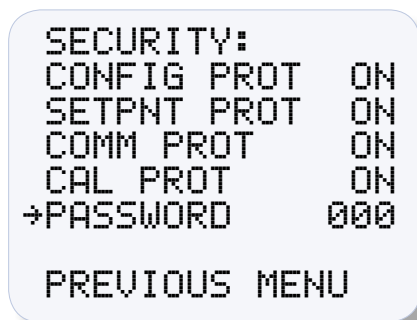 SECURITY:
CONFIG PROT ON
SETPNT PROT ON
COMM PROT ON
CAL PROT ON
→PASSWORD 000
PREVIOUS MENU